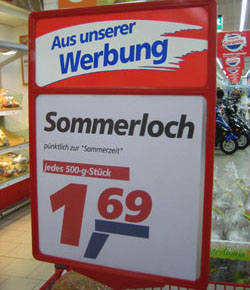 Aus unserer
Werbung
Sommerloch
pünktlich zur "Sommerzeit"
jedes 500-g-Stück
1,69